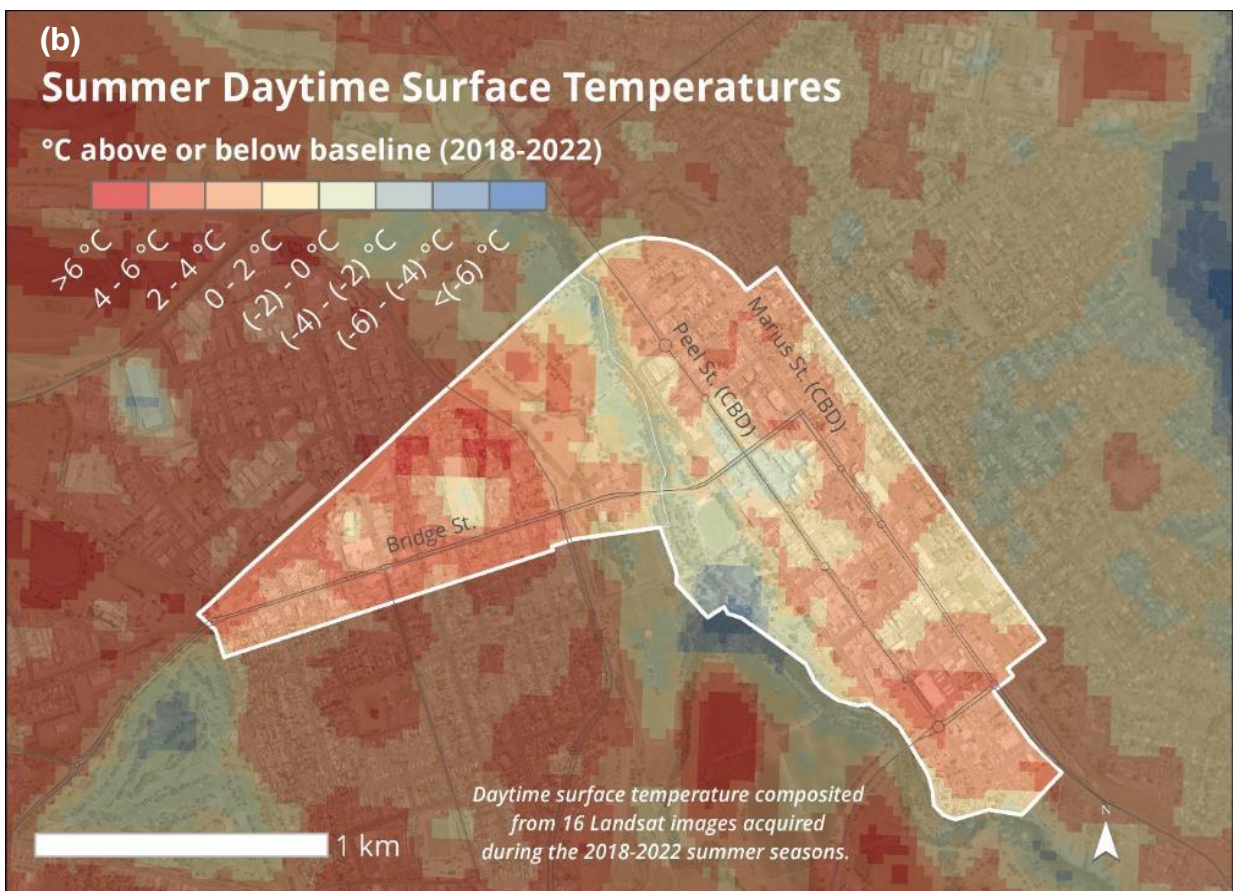 (b)
Summer Daytime Surface Temperatures
°C above or below baseline (2018-2022)
>6 °C
4 - 6 °C
2 - 4 °C
0 - 2 °C
(-2) - 0 °C
(-4) - (-2) °C
(-6) - (-4) °C
<(-6) °C
Marius St. (CBD)
Peel St. (CBD)
Bridge St.
Daytime surface temperature composited
from 16 Landsat images acquired
during the 2018-2022 summer seasons.
1 km
N